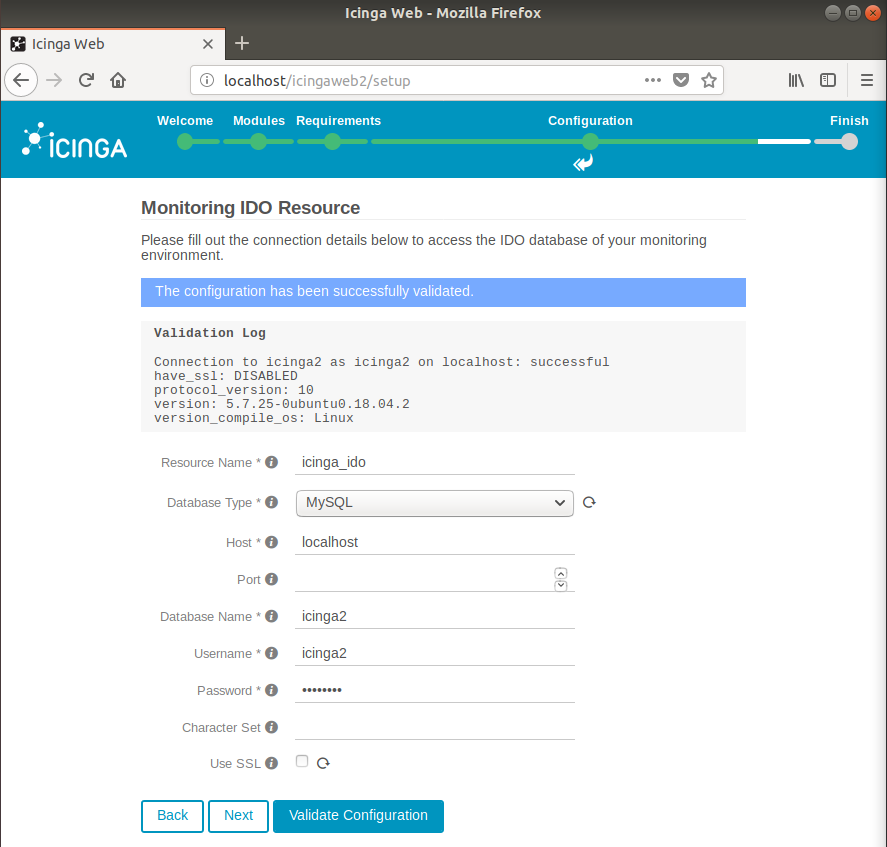 Icinga Web - Mozilla Firefox
Icinga Web
localhost/icingaweb2/setup
ICINGA
Welcome Modules Requirements Configuration Finish
Monitoring IDO Resource
Please fill out the connection details below to access the IDO database of your monitoring
environment.
The configuration has been successfully validated.
Validation Log
Connection to icinga2 as icinga2 on localhost: successful
have_ssl: DISABLED
protocol_version: 10
version: 5.7.25-0ubuntu0.18.04.2
version_compile_os: Linux
Resource Name * icinga_ido
Database Type * MySQL
Host * localhost
Port
Database Name * icinga2
Username * icinga2
Password * ••••••••
Character Set
Use SSL
Back Next Validate Configuration